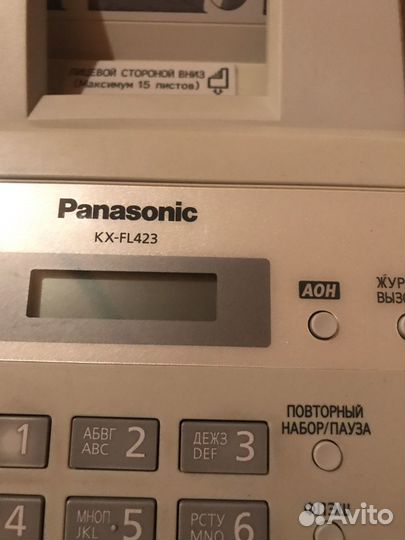 ЛИЦЕВОЙ СТОРОНОЙ ВНИЗ
(Максимум 15 листов)
Panasonic
KX-FL423
АОН
ЖУР
ВЫЗО
ПОВТОРНЫЙ
НАБОР/ПАУЗА
1
АБВГ
ABC
2
ДЕЖЗ
DEF
3
4
МНОП
JKL
5
РСТУ
MNO
6
Avito